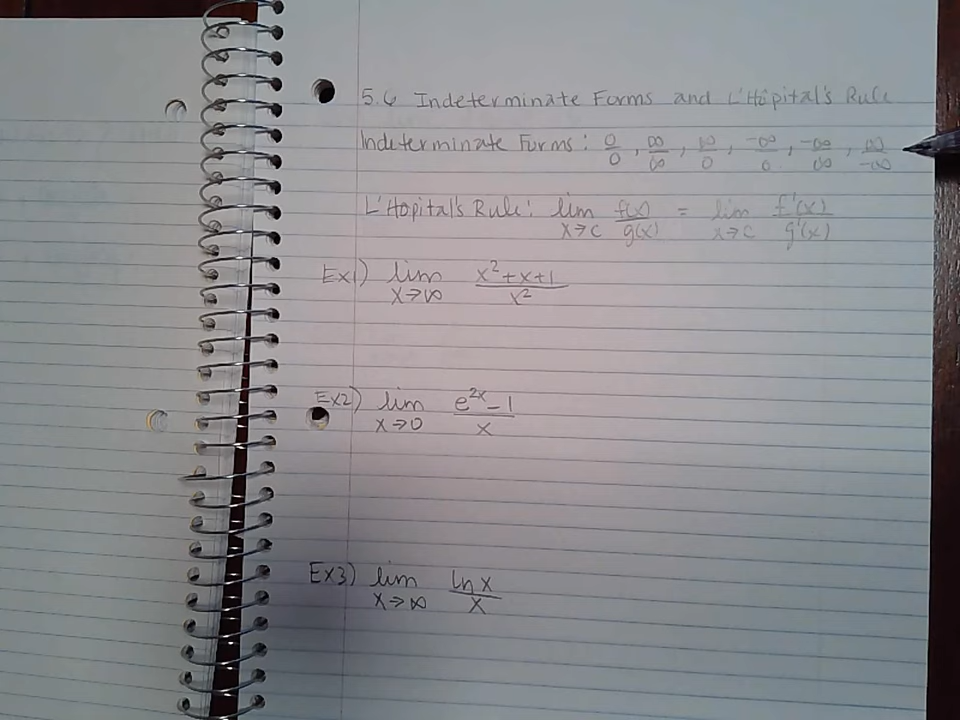 5.6 Indeterminate Forms and L'Hôpital's Rule
Indeterminate Forms: 0/0, ∞/∞, ∞/0, -∞/0, -∞/∞, ∞/-∞
L'Hôpital's Rule: lim x→c f(x)/g(x) = lim x→c f'(x)/g'(x)
Ex1) lim x→∞ x²+x+1/x²
Ex2) lim x→0 e^2x-1/x
Ex3) lim x→∞ ln x/x